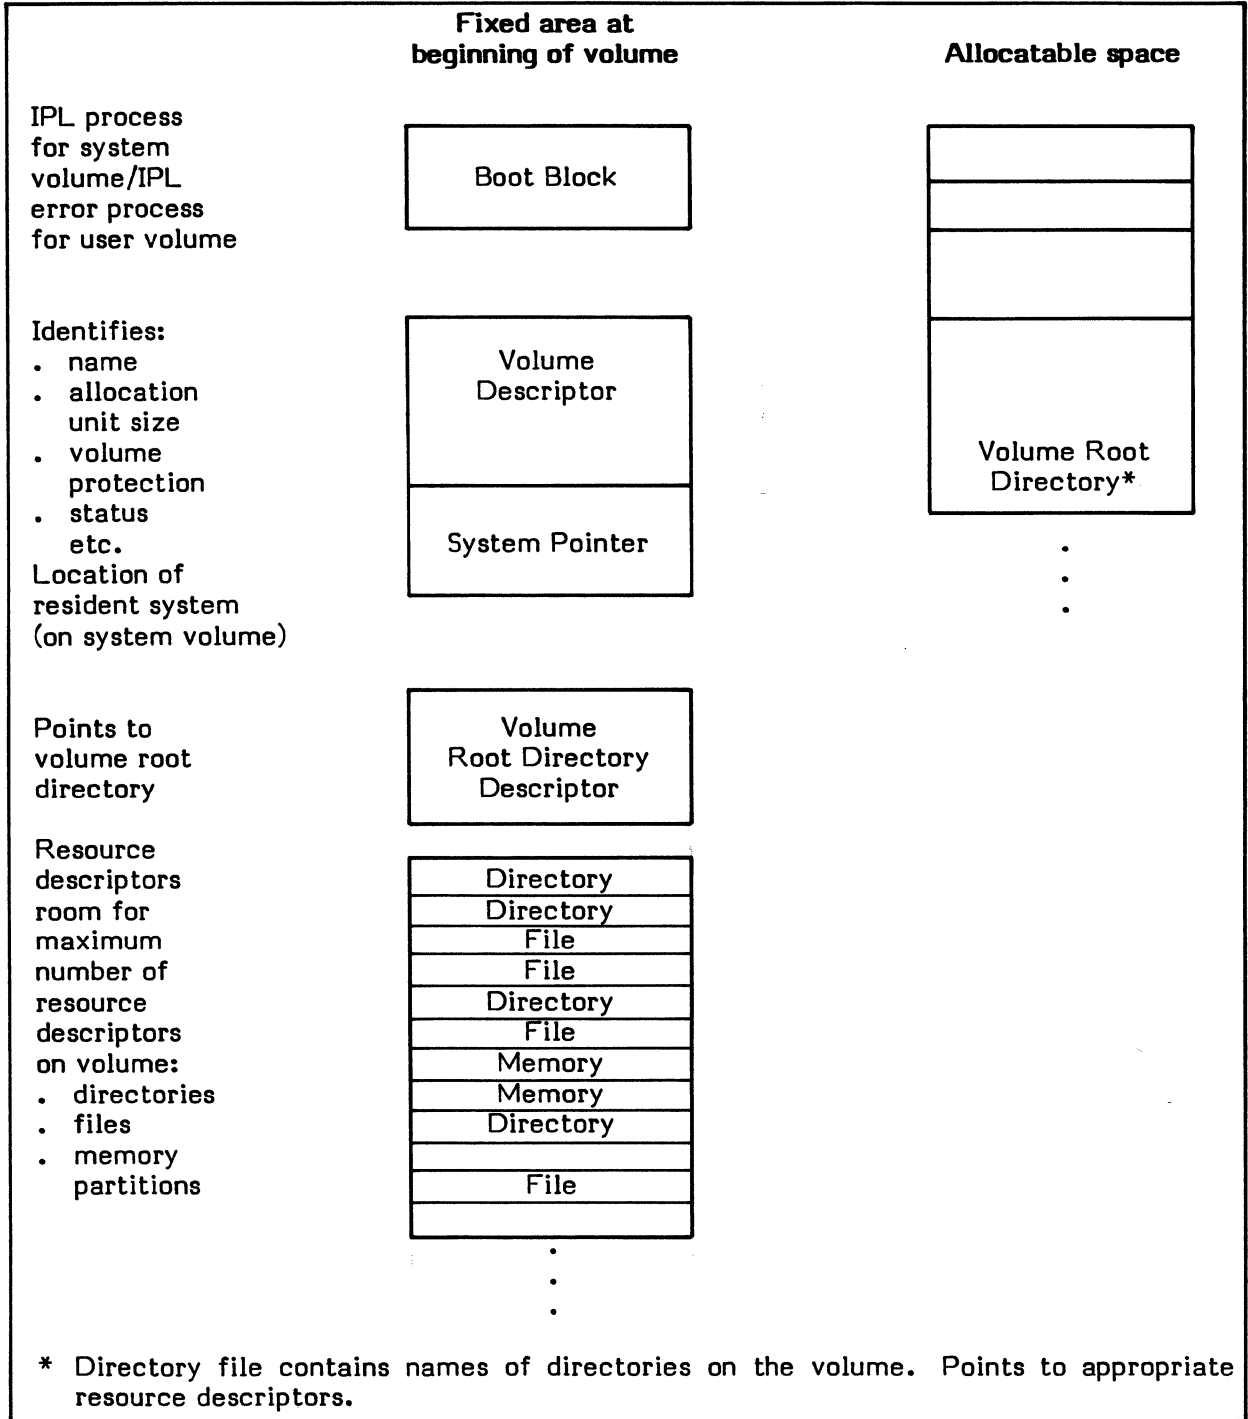 Fixed area at
beginning of volume
Allocatable space
IPL process
for system
volume/IPL
error process
for user volume
Boot Block
Identifies:
. name
. allocation
unit size
. volume
protection
. status
etc.
Location of
resident system
(on system volume)
Volume
Descriptor
System Pointer
Volume Root
Directory*
.
.
.
Points to
volume root
directory
Volume
Root Directory
Descriptor
Resource
descriptors
room for
maximum
number of
resource
descriptors
on volume:
. directories
. files
. memory
partitions
Directory
Directory
File
File
Directory
File
Memory
Memory
Directory
File
.
.
.
* Directory file contains names of directories on the volume. Points to appropriate
resource descriptors.